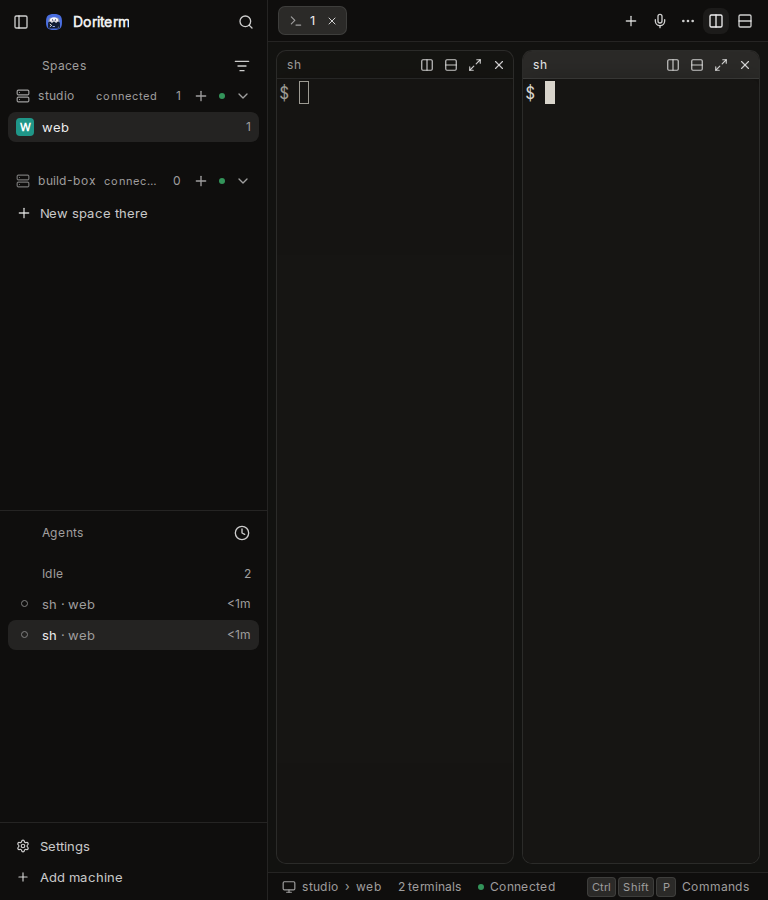 Doriterm
1
Spaces
studio connected 1
W web 1
build-box connec... 0
New space there
Agents
Idle 2
sh · web <1m
sh · web <1m
Settings
Add machine
sh
$
sh
$
studio › web 2 terminals Connected Ctrl Shift P Commands